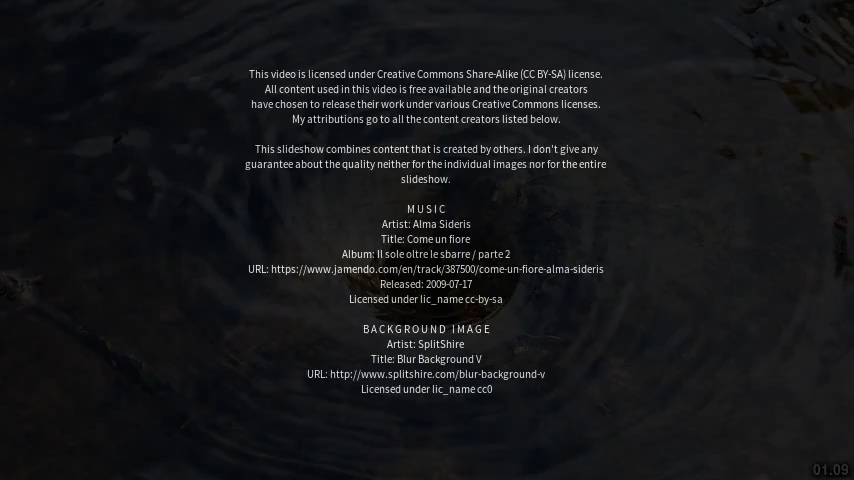 This video is licensed under Creative Commons Share-Alike (CC BY-SA) license.
All content used in this video is free available and the original creators
have chosen to release their work under various Creative Commons licenses.
My attributions go to all the content creators listed below.
This slideshow combines content that is created by others. I don't give any
guarantee about the quality neither for the individual images nor for the entire
slideshow.
MUSIC
Artist: Alma Sideris
Title: Come un fiore
Album: Il sole oltre le sbarre / parte 2
URL: https://www.jamendo.com/en/track/387500/come-un-fiore-alma-sideris
Released: 2009-07-17
Licensed under lic_name cc-by-sa
BACKGROUND IMAGE
Artist: SplitShire
Title: Blur Background V
URL: http://www.splitshire.com/blur-background-v
Licensed under lic_name cc0
01.09